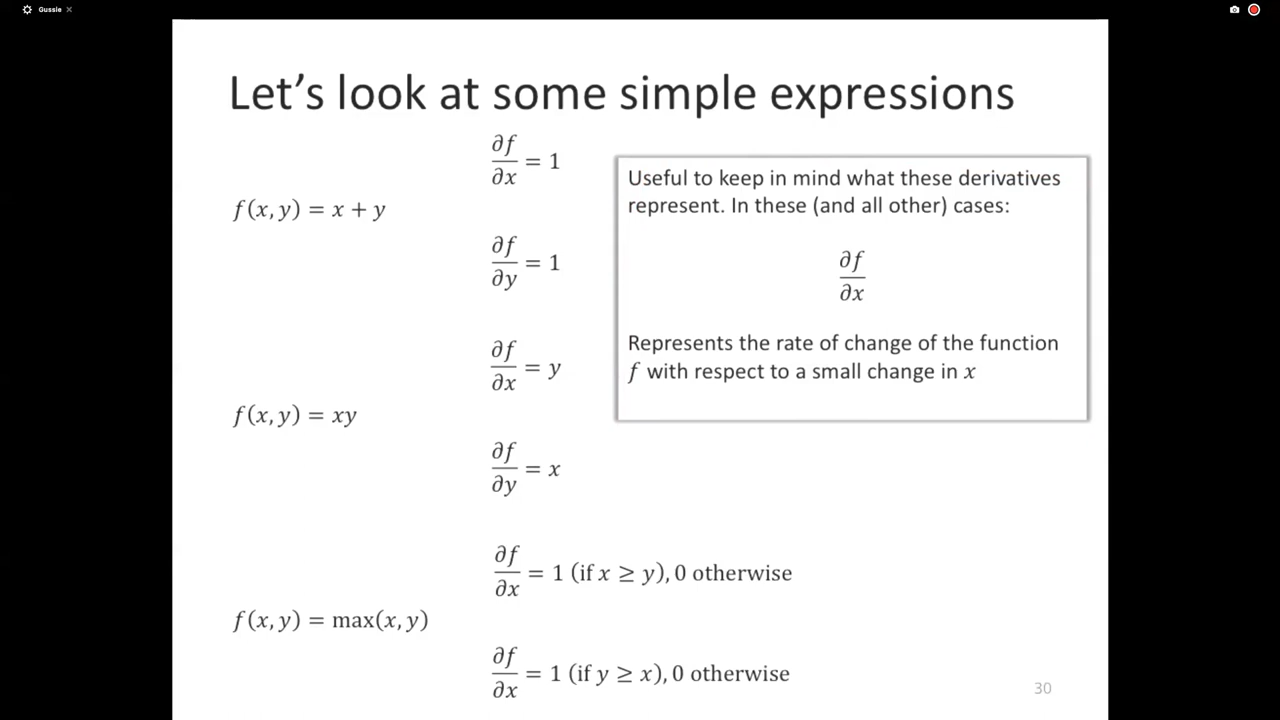 Gussie
Let's look at some simple expressions
∂f/∂x = 1
f(x, y) = x + y
∂f/∂y = 1
Useful to keep in mind what these derivatives
represent. In these (and all other) cases:
∂f/∂x
Represents the rate of change of the function
f with respect to a small change in x
∂f/∂x = y
f(x, y) = xy
∂f/∂y = x
∂f/∂x = 1 (if x ≥ y), 0 otherwise
f(x, y) = max(x, y)
∂f/∂x = 1 (if y ≥ x), 0 otherwise
30